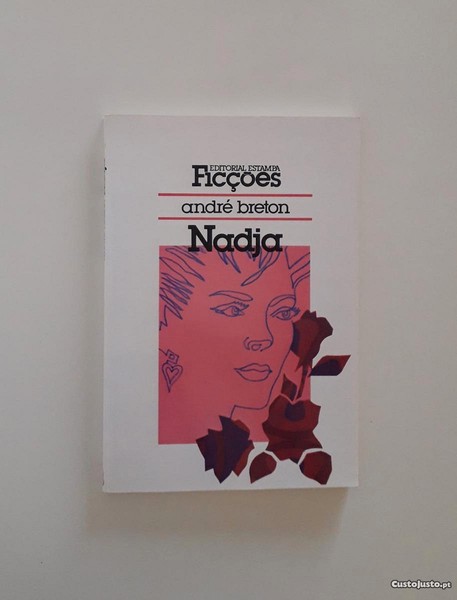 EDITORIAL ESTAMPA
Ficções
andré breton
Nadja
CustoJusto.pt